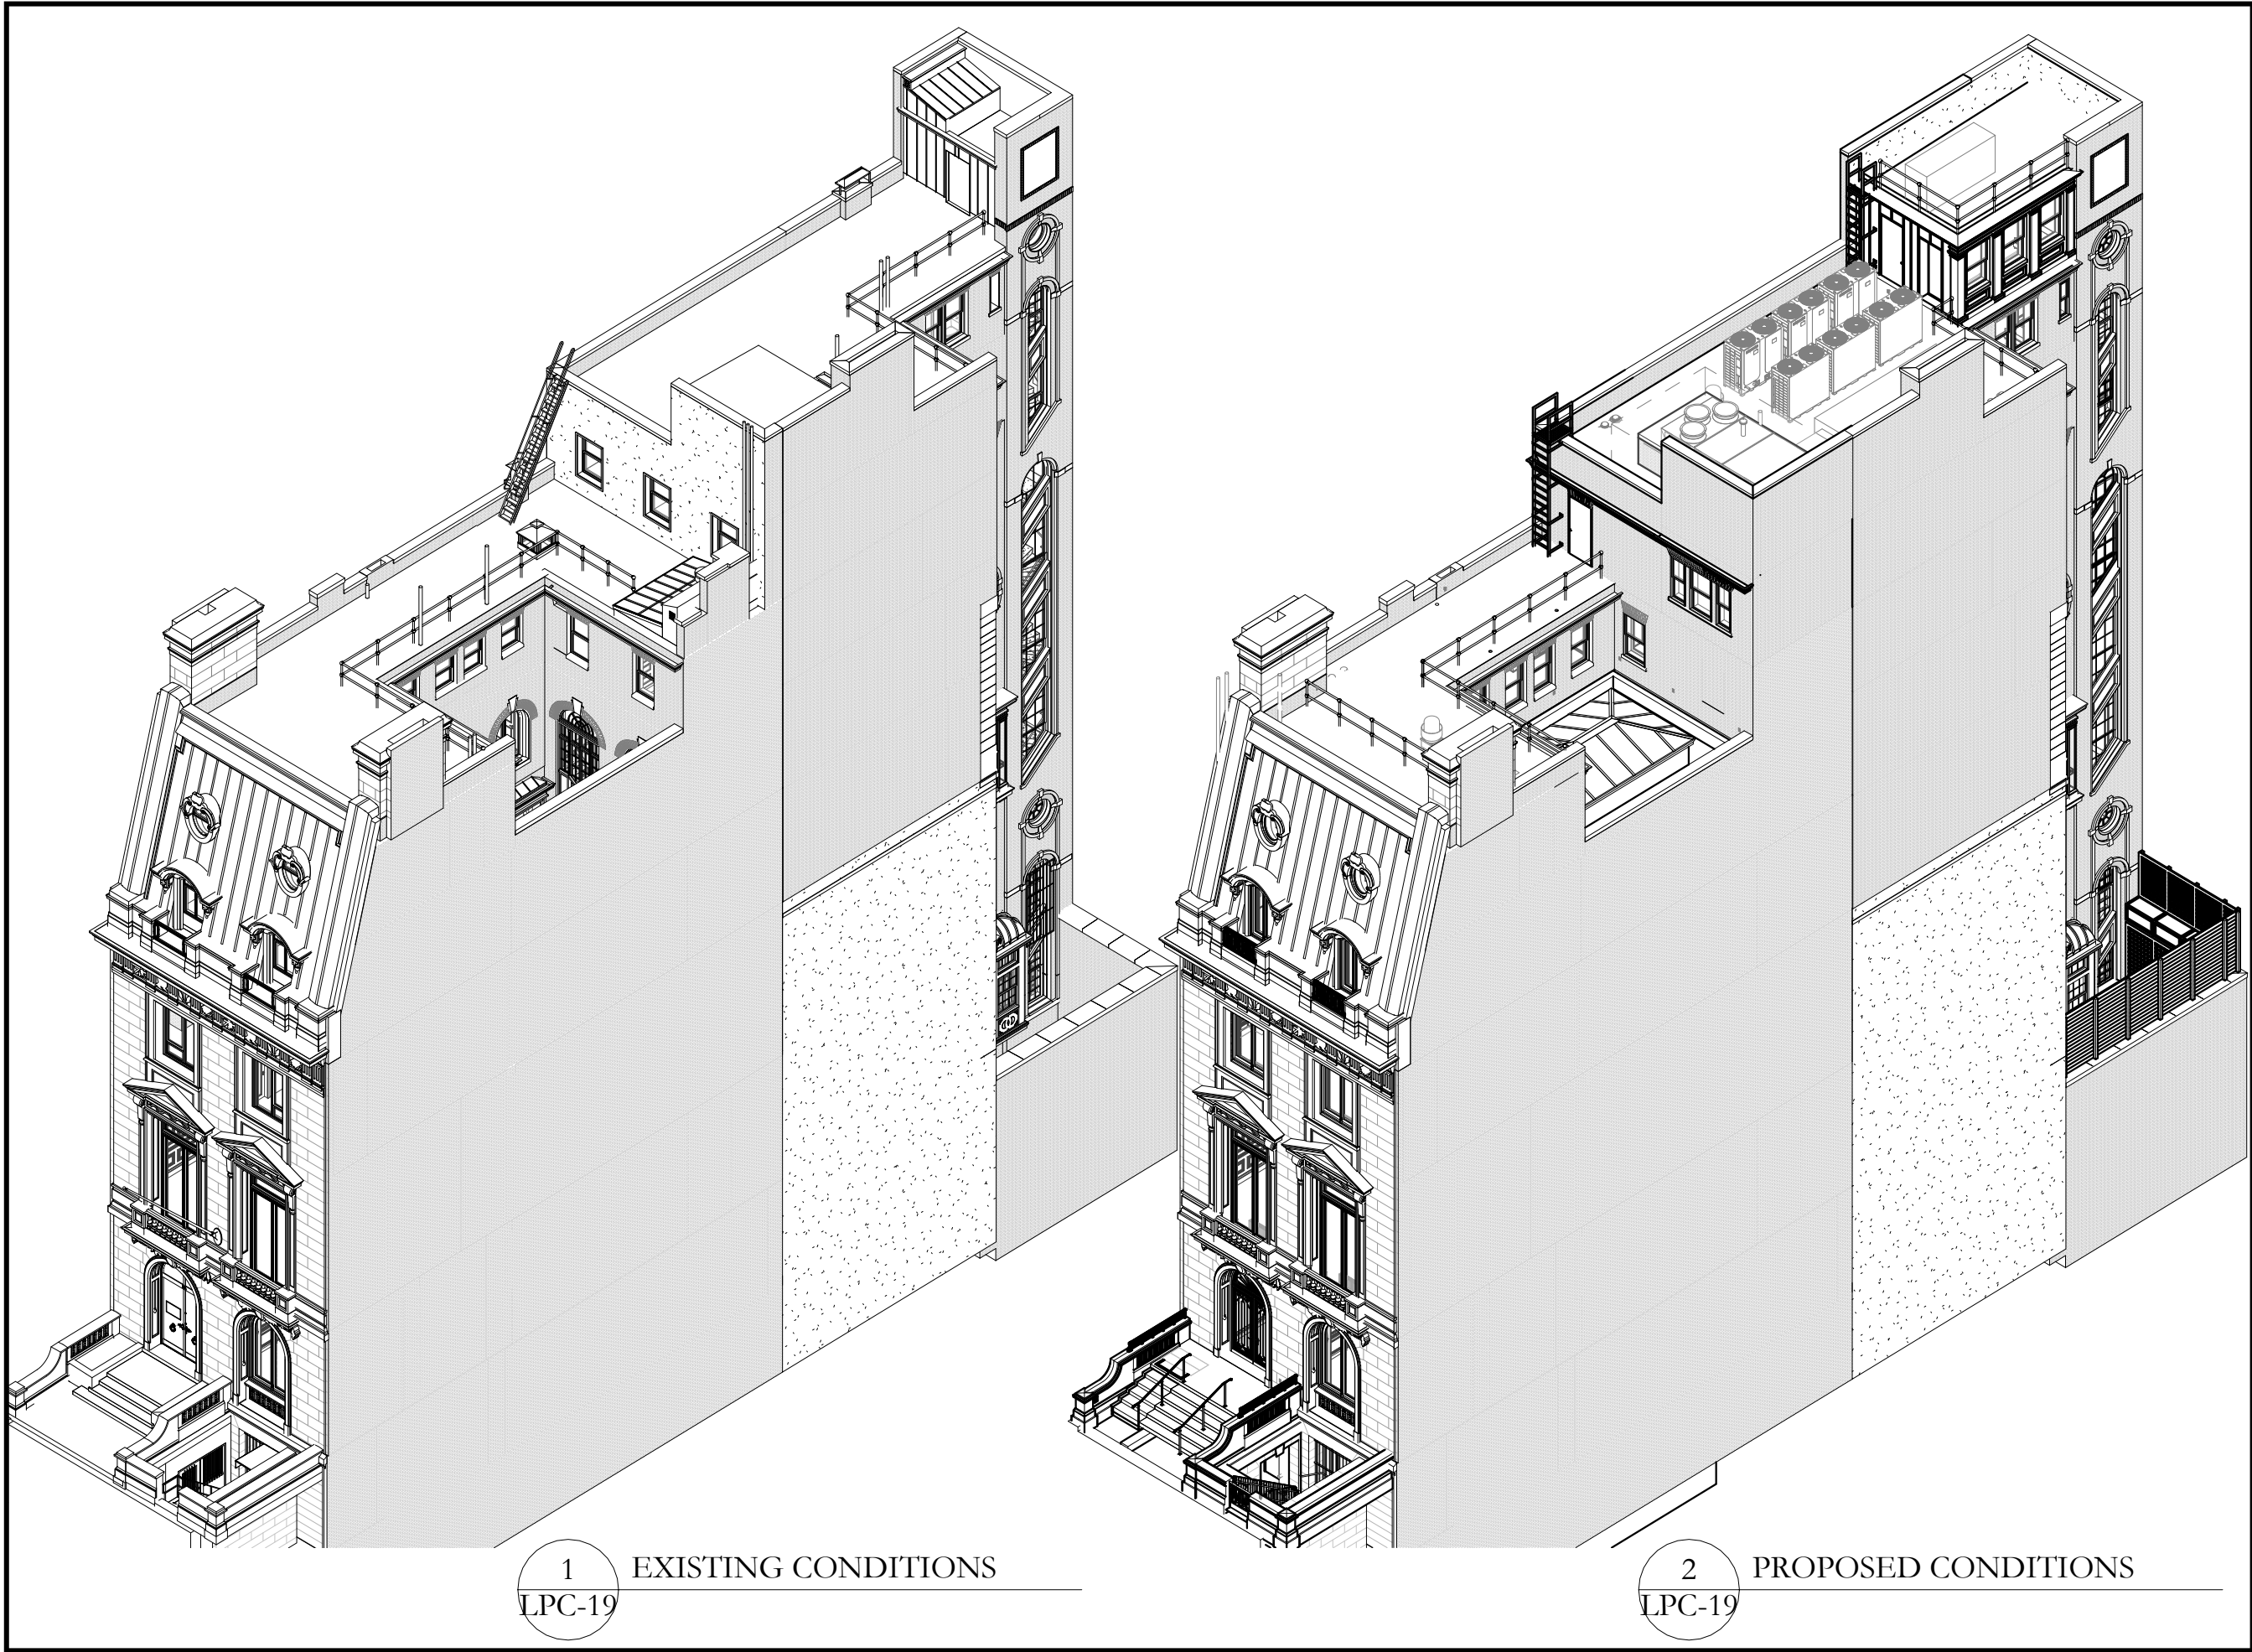 1
LPC-19
EXISTING CONDITIONS
2
LPC-19
PROPOSED CONDITIONS